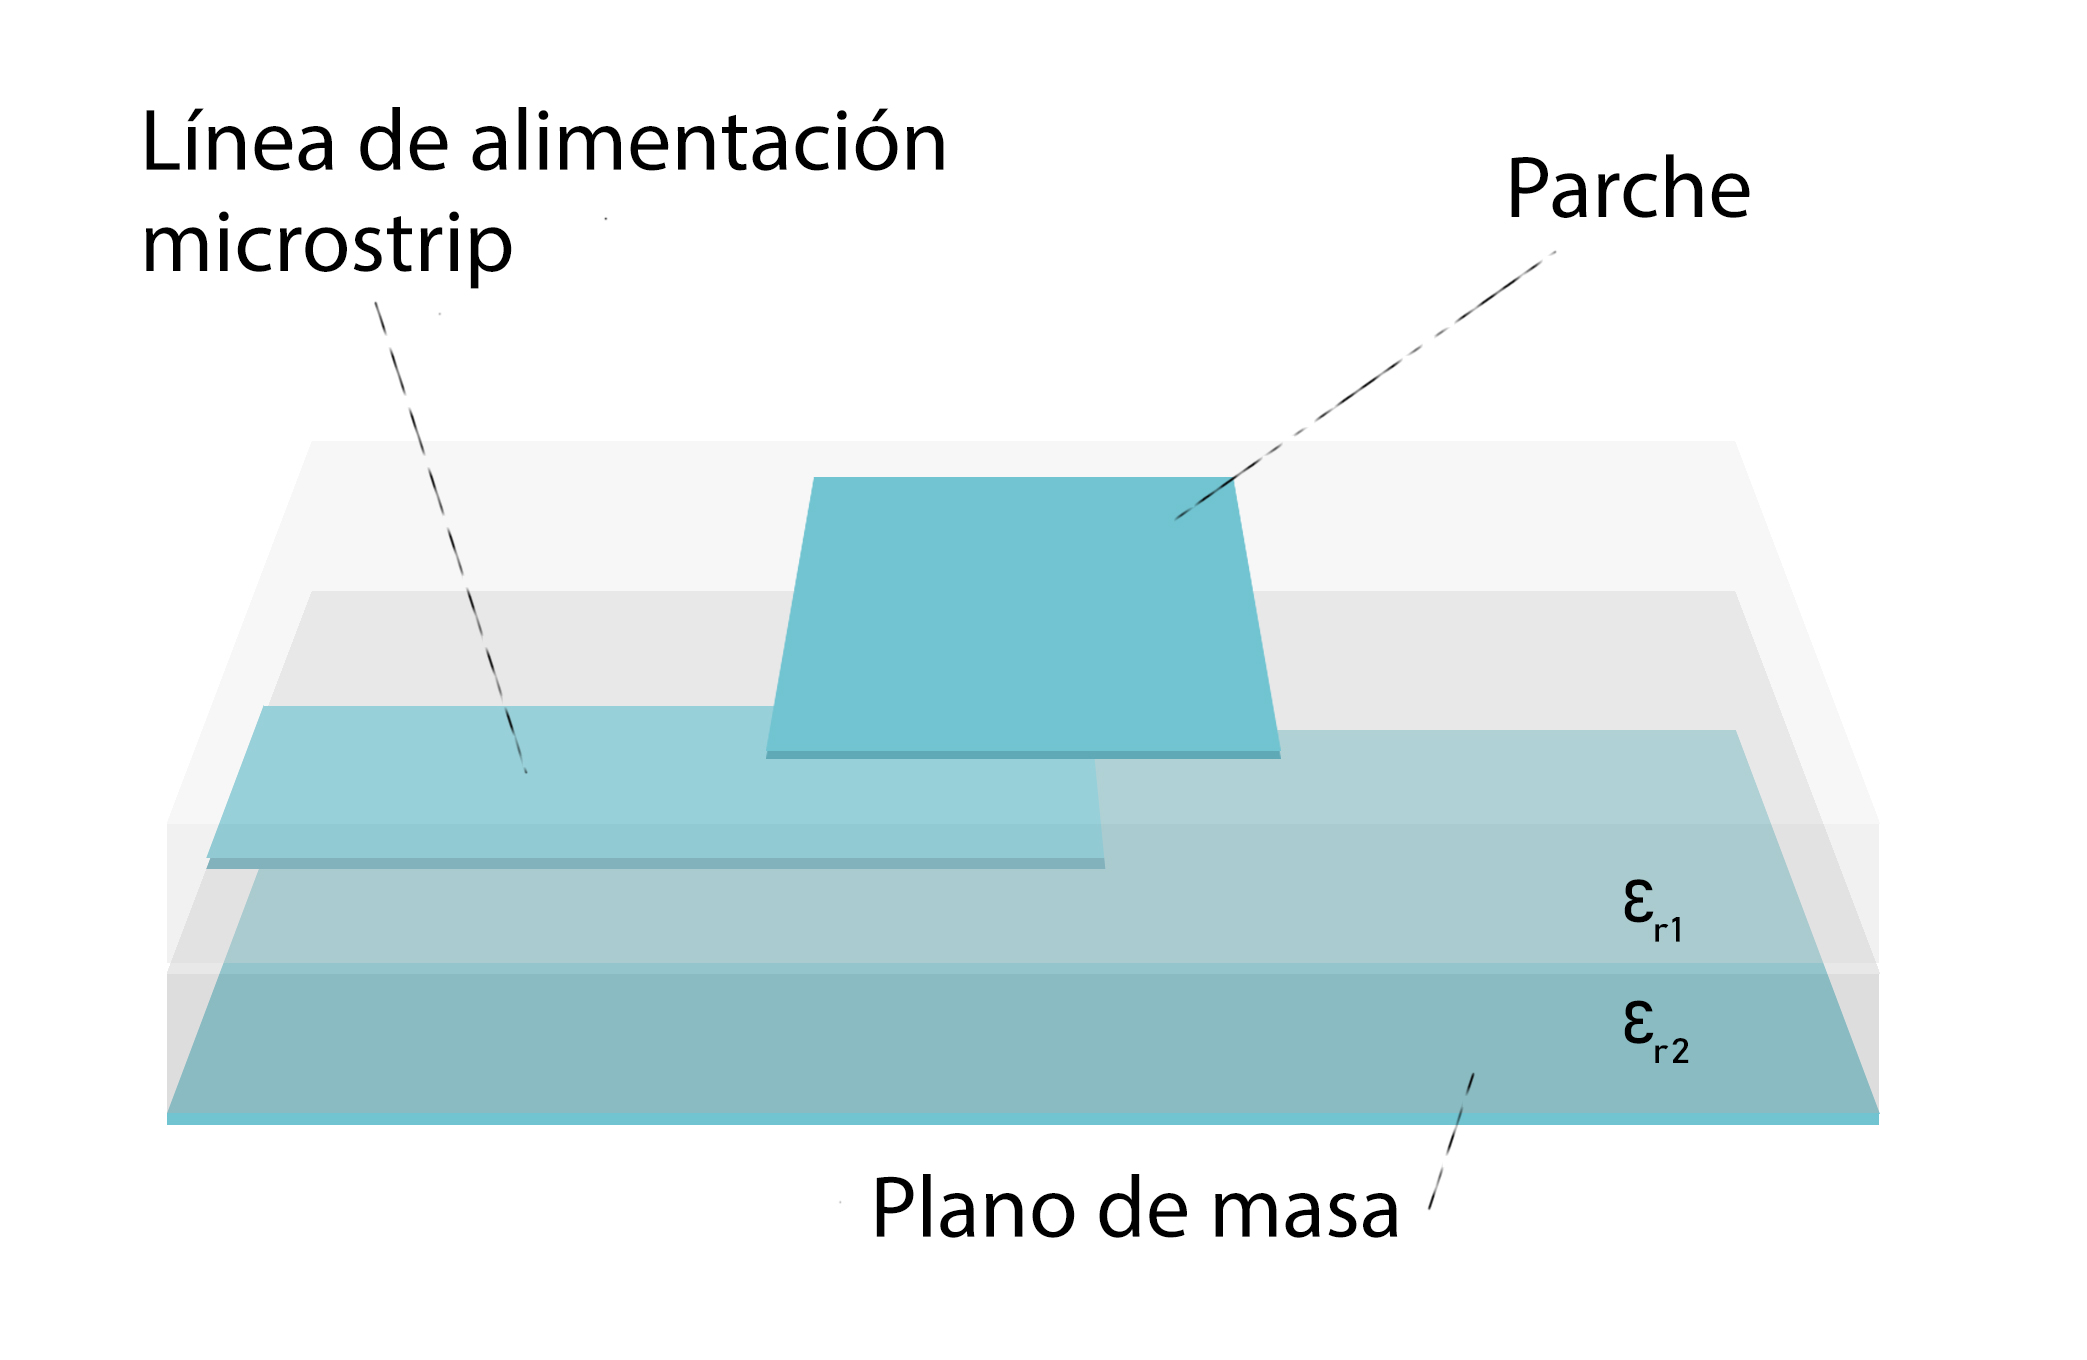 Línea de alimentación
microstrip
Parche
εr1
εr2
Plano de masa